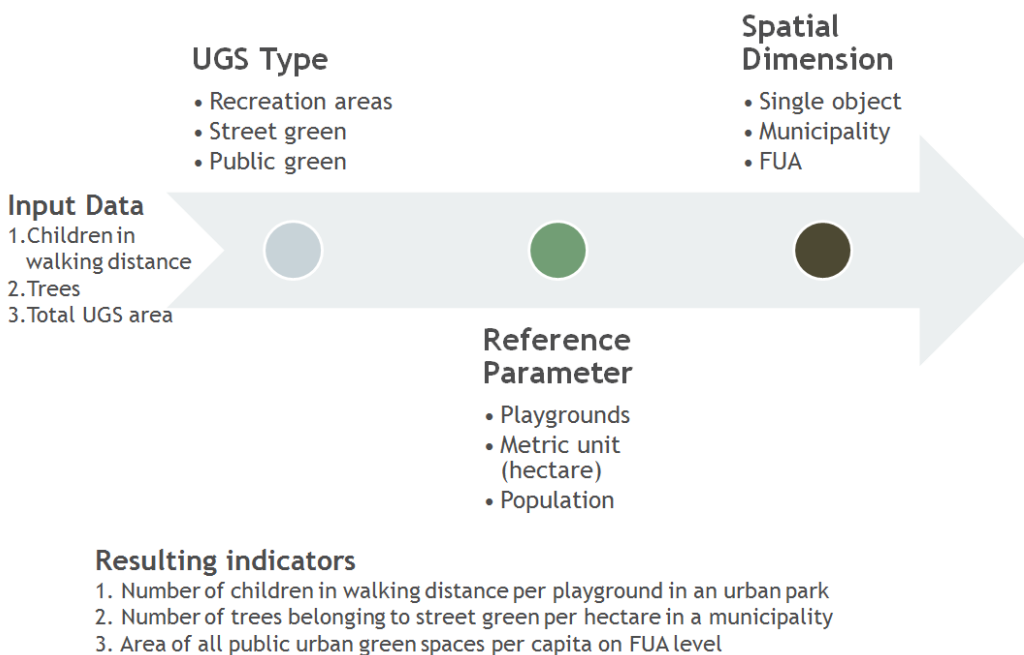 UGS Type
• Recreation areas
• Street green
• Public green
Spatial
Dimension
• Single object
• Municipality
• FUA
Input Data
1.Children in
walking distance
2.Trees
3.Total UGS area
Reference
Parameter
• Playgrounds
• Metric unit
(hectare)
• Population
Resulting indicators
1. Number of children in walking distance per playground in an urban park
2. Number of trees belonging to street green per hectare in a municipality
3. Area of all public urban green spaces per capita on FUA level